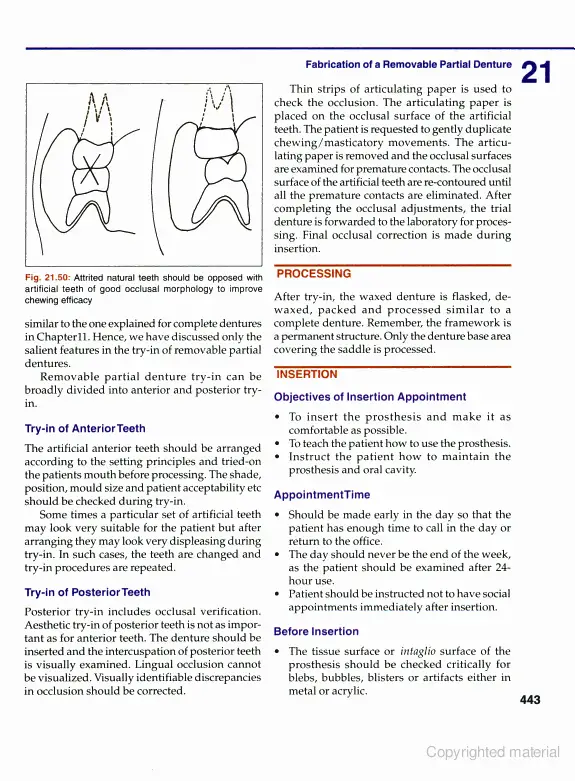 Fabrication of a Removable Partial Denture
21
Fig. 21.50: Attrited natural teeth should be opposed with
artificial teeth of good occlusal morphology to improve
chewing efficacy
similar to the one explained for complete dentures
in Chapter11. Hence, we have discussed only the
salient features in the try-in of removable partial
dentures.
Removable partial denture try-in can be
broadly divided into anterior and posterior try-
in.
Try-in of Anterior Teeth
The artificial anterior teeth should be arranged
according to the setting principles and tried-on
the patients mouth before processing. The shade,
position, mould size and patient acceptability etc
should be checked during try-in.
Some times a particular set of artificial teeth
may look very suitable for the patient but after
arranging they may look very displeasing during
try-in. In such cases, the teeth are changed and
try-in procedures are repeated.
Try-in of Posterior Teeth
Posterior try-in includes occlusal verification.
Aesthetic try-in of posterior teeth is not as impor-
tant as for anterior teeth. The denture should be
inserted and the intercuspation of posterior teeth
is visually examined. Lingual occlusion cannot
be visualized. Visually identifiable discrepancies
in occlusion should be corrected.
Thin strips of articulating paper is used to
check the occlusion. The articulating paper is
placed on the occlusal surface of the artificial
teeth. The patient is requested to gently duplicate
chewing/masticatory movements. The articu-
lating paper is removed and the occlusal surfaces
are examined for premature contacts. The occlusal
surface of the artificial teeth are re-contoured until
all the premature contacts are eliminated. After
completing the occlusal adjustments, the trial
denture is forwarded to the laboratory for proces-
sing. Final occlusal correction is made during
insertion.
PROCESSING
After try-in, the waxed denture is flasked, de-
waxed, packed and processed similar to a
complete denture. Remember, the framework is
a permanent structure. Only the denture base area
covering the saddle is processed.
INSERTION
Objectives of Insertion Appointment
• To insert the prosthesis and make it as
comfortable as possible.
• To teach the patient how to use the prosthesis.
• Instruct the patient how to maintain the
prosthesis and oral cavity.
AppointmentTime
• Should be made early in the day so that the
patient has enough time to call in the day or
return to the office.
• The day should never be the end of the week,
as the patient should be examined after 24-
hour use.
• Patient should be instructed not to have social
appointments immediately after insertion.
Before Insertion
• The tissue surface or intaglio surface of the
prosthesis should be checked critically for
blebs, bubbles, blisters or artifacts either in
metal or acrylic.
443
Copyrighted material